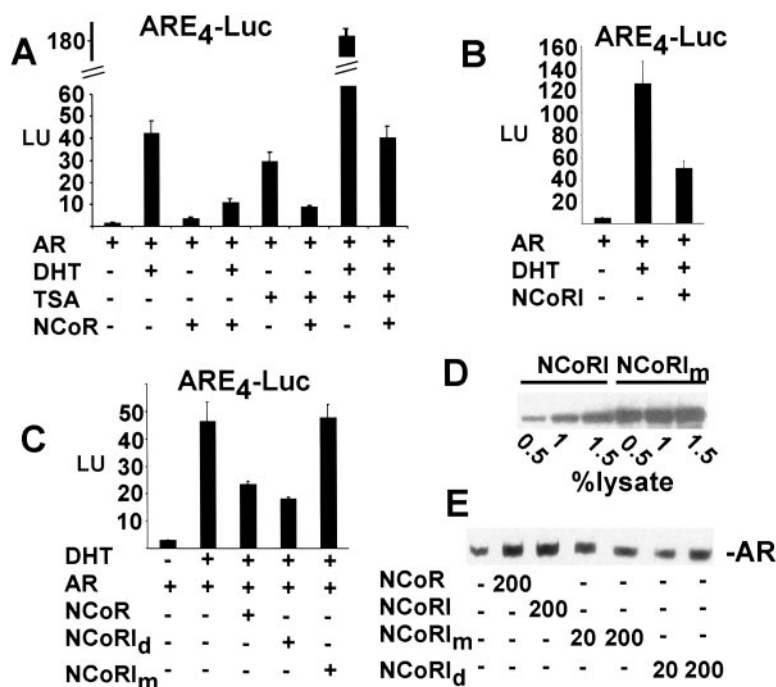 A
ARE4-Luc
180
60
50
40
30
20
10
LU
AR + + + + + + + +
DHT - + - + - - + +
TSA - - - - + + + +
NCoR - - + + - + - +
B
ARE4-Luc
160
140
120
100
80
60
40
20
LU
AR + + +
DHT - + +
NCoRI - - +
C
ARE4-Luc
50
40
30
20
10
LU
DHT - + + + +
AR + + + + +
NCoR - - + - -
NCoRId - - - + -
NCoRIm - - - - +
D
NCoRI NCoRIm
0.5 1 1.5 0.5 1 1.5
%lysate
E
-AR
NCoR - 200 - - - - -
NCoRI - - 200 - - - -
NCoRIm - - - 20 200 - -
NCoRId - - - - - 20 200